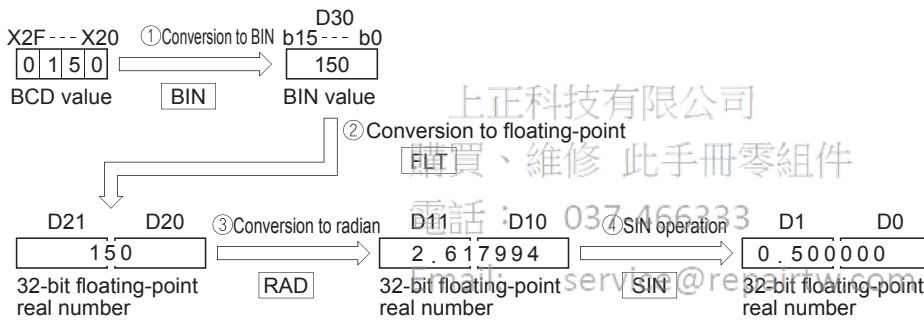 D30
X2F --- X20 ①Conversion to BIN b15--- b0
0 1 5 0 150
BCD value BIN BIN value
上正科技有限公司
②Conversion to floating-point
FLT
購買、維修 此手冊零組件
電話: 037-466333
D21 D20 ③Conversion to radian D11 D10 ④SIN operation D1 D0
150 2.617994 0.500000
Email: service@repairtw.com
32-bit floating-point RAD 32-bit floating-point SIN 32-bit floating-point
real number real number real number